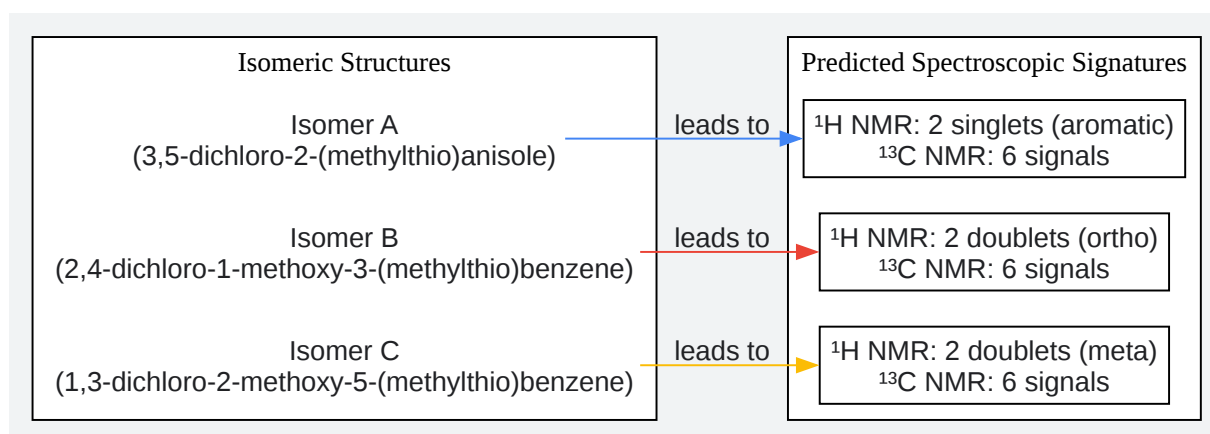 Isomeric Structures
Predicted Spectroscopic Signatures
Isomer A
(3,5-dichloro-2-(methylthio)anisole)
leads to
¹H NMR: 2 singlets (aromatic)
¹³C NMR: 6 signals
Isomer B
(2,4-dichloro-1-methoxy-3-(methylthio)benzene)
leads to
¹H NMR: 2 doublets (ortho)
¹³C NMR: 6 signals
Isomer C
(1,3-dichloro-2-methoxy-5-(methylthio)benzene)
leads to
¹H NMR: 2 doublets (meta)
¹³C NMR: 6 signals